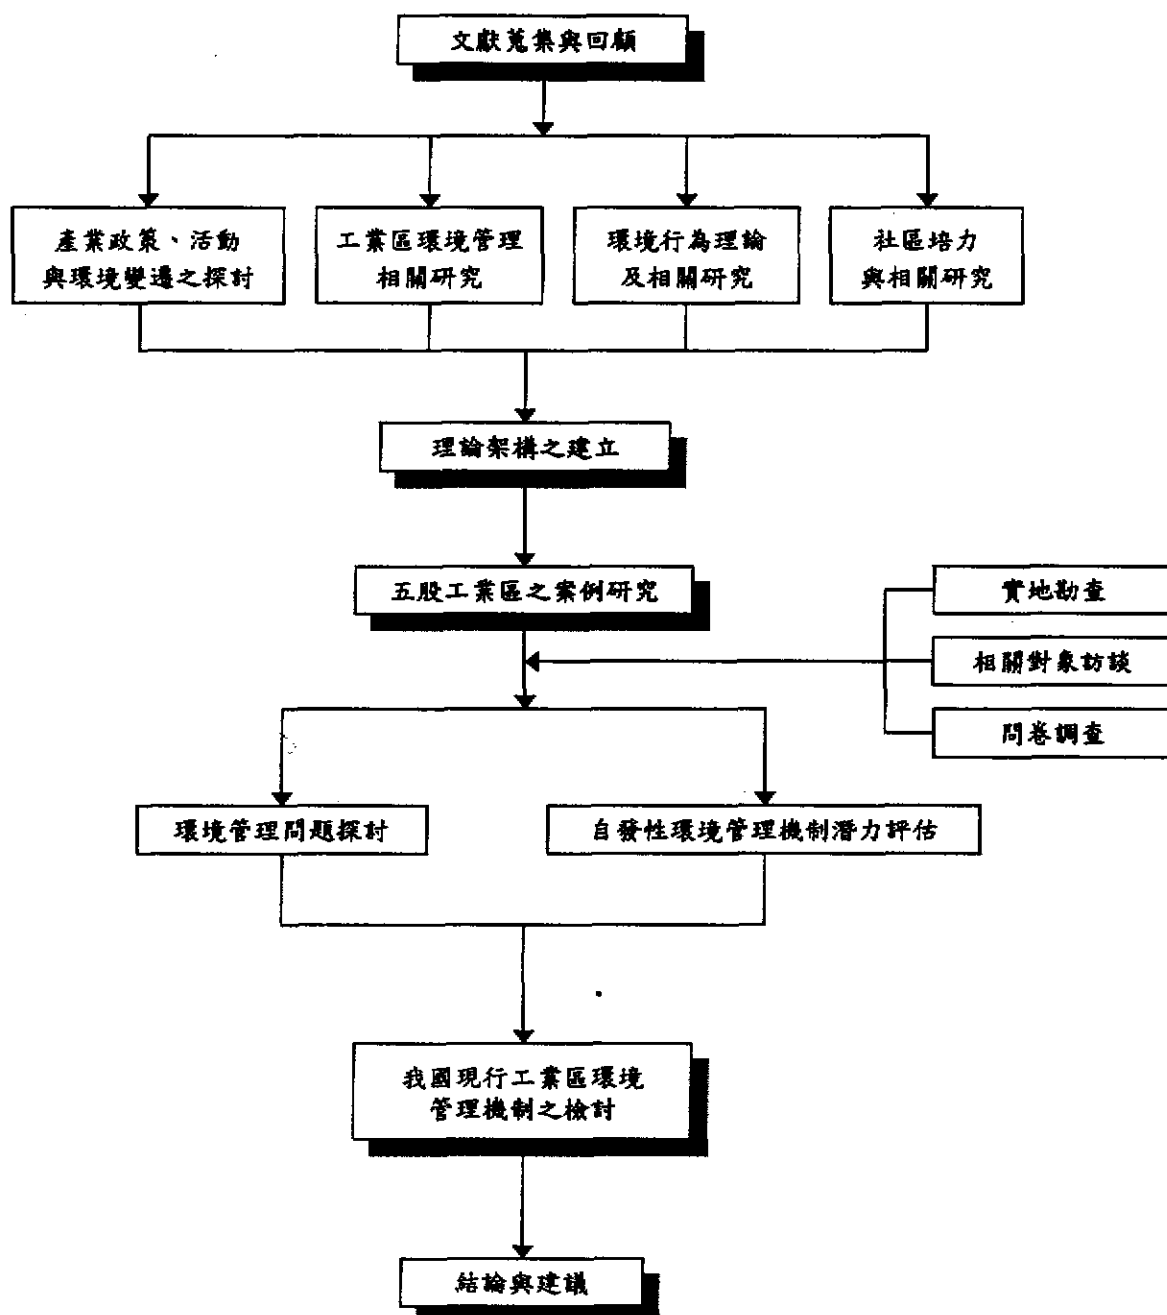 文獻蒐集與回顧
產業政策、活動
與環境變遷之探討
工業區環境管理
相關研究
環境行為理論
及相關研究
社區培力
與相關研究
理論架構之建立
五股工業區之案例研究
實地勘查
相關對象訪談
問卷調查
環境管理問題探討
自發性環境管理機制潛力評估
我國現行工業區環境
管理機制之檢討
結論與建議